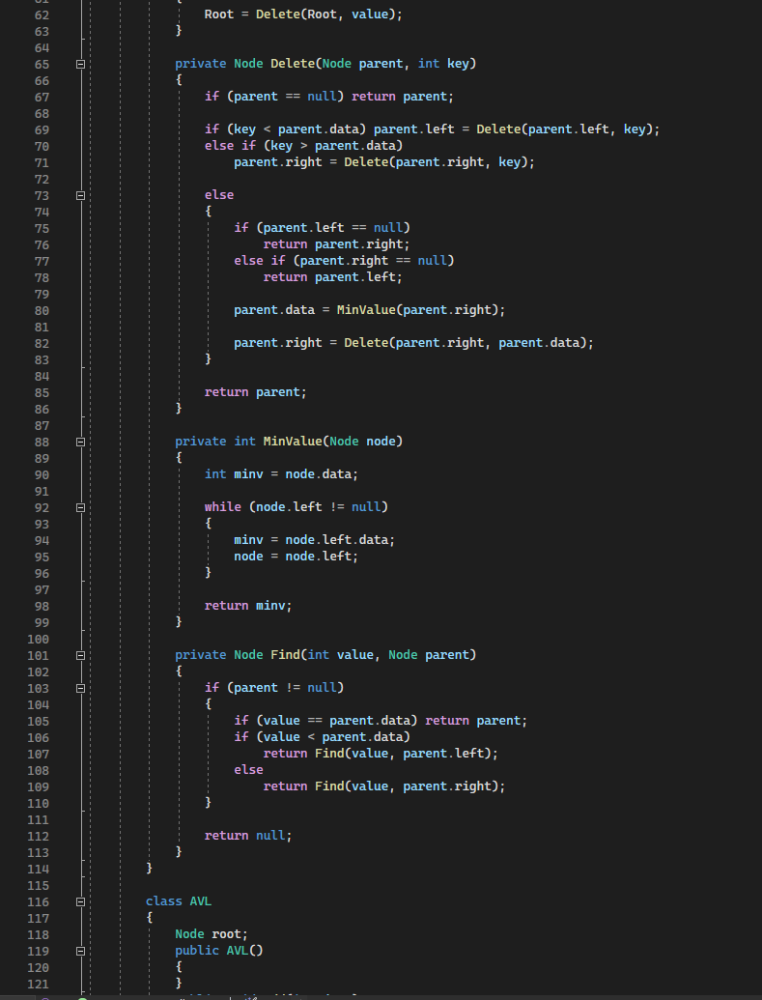 62 Root = Delete(Root, value);
63 }
64
65 private Node Delete(Node parent, int key)
66 {
67 if (parent == null) return parent;
68
69 if (key < parent.data) parent.left = Delete(parent.left, key);
70 else if (key > parent.data)
71 parent.right = Delete(parent.right, key);
72
73 else
74 {
75 if (parent.left == null)
76 return parent.right;
77 else if (parent.right == null)
78 return parent.left;
79
80 parent.data = MinValue(parent.right);
81
82 parent.right = Delete(parent.right, parent.data);
83 }
84
85 return parent;
86 }
87
88 private int MinValue(Node node)
89 {
90 int minv = node.data;
91
92 while (node.left != null)
93 {
94 minv = node.left.data;
95 node = node.left;
96 }
97
98 return minv;
99 }
100
101 private Node Find(int value, Node parent)
102 {
103 if (parent != null)
104 {
105 if (value == parent.data) return parent;
106 if (value < parent.data)
107 return Find(value, parent.left);
108 else
109 return Find(value, parent.right);
110 }
111
112 return null;
113 }
114 }
115
116 class AVL
117 {
118 Node root;
119 public AVL()
120 {
121 }